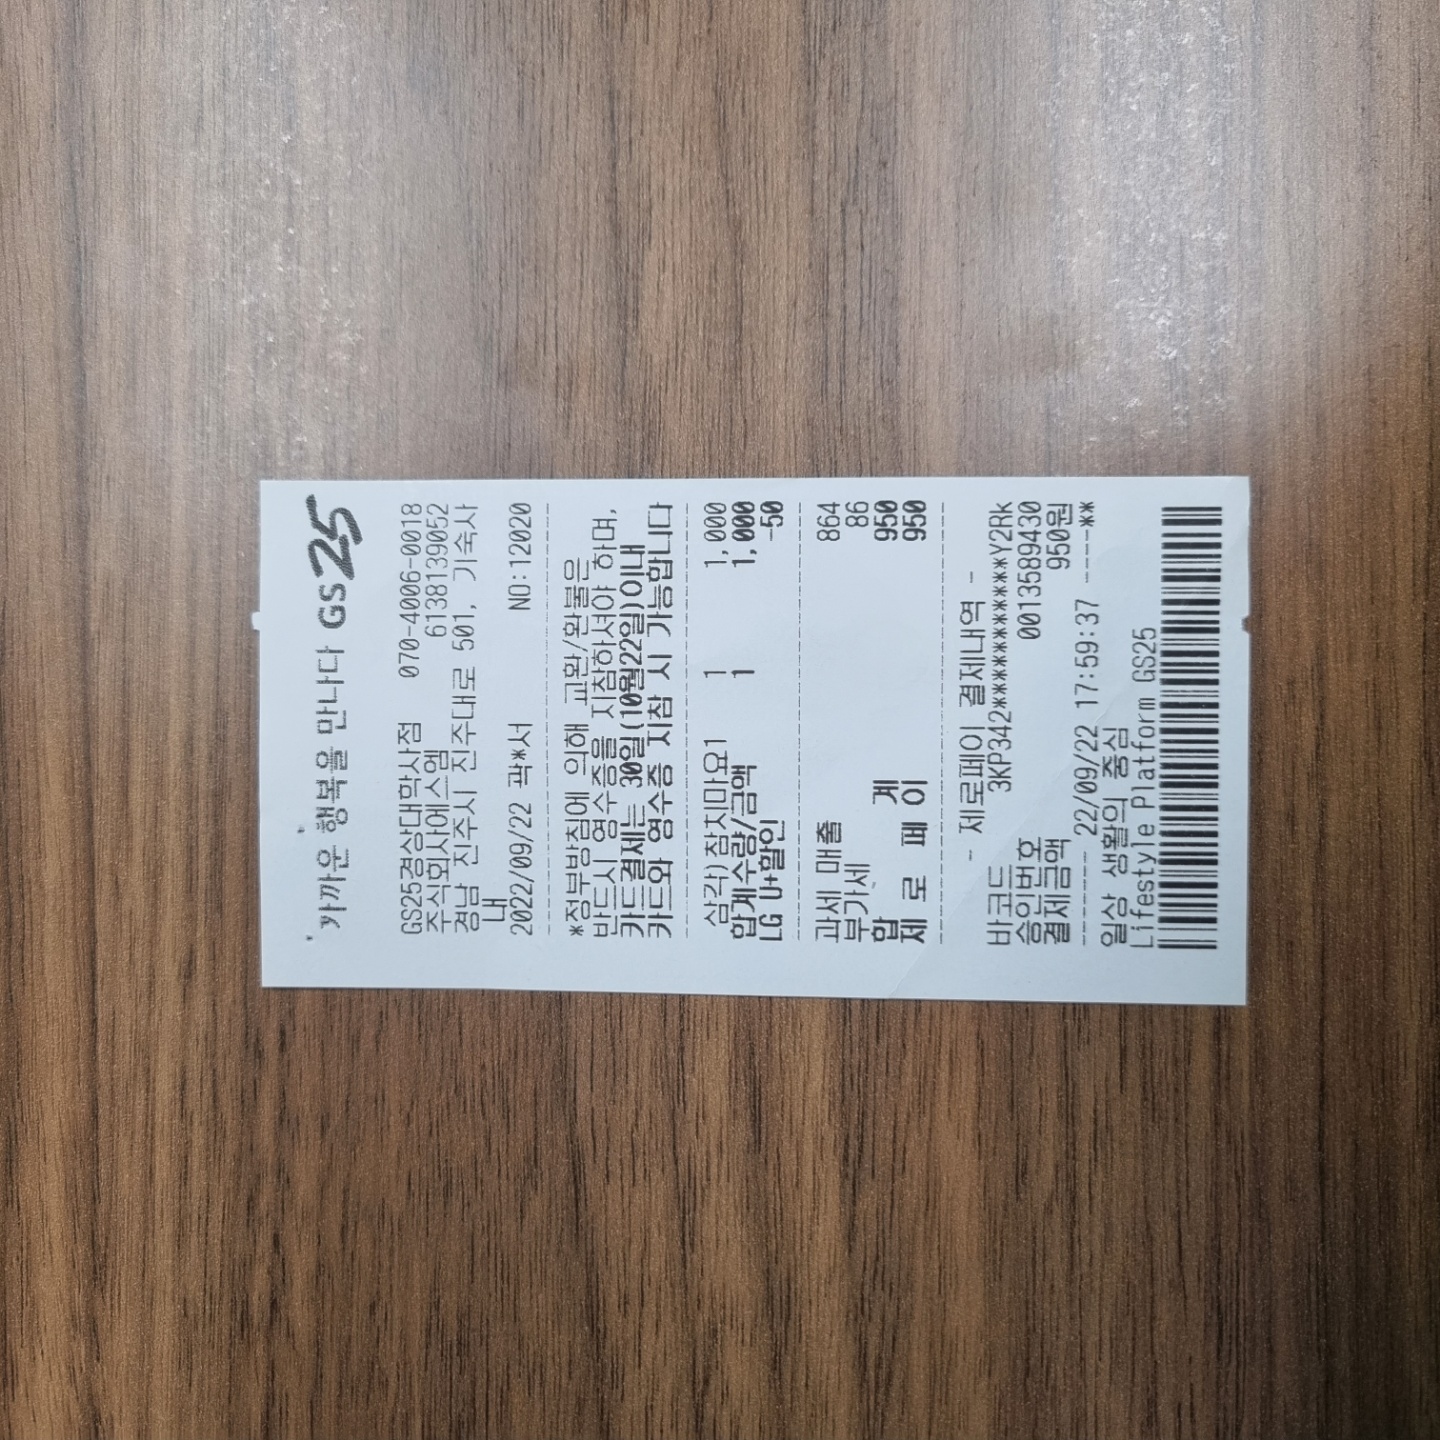 가까운 행복을 만나다 GS25
GS25경상대학사점 070-4006-0018
주식회사에스엠 6138139052
경남 진주시 진주대로 501, 기숙사
내
2022/09/22 곽*서 NO:12020
*정부방침에 의해 교환/환불은
반드시 영수증을 지참하셔야 하며,
카드결제는 30일(10월22일)이내
카드와 영수증 지참 시 가능합니다
삼각)참치마요1 1 1,000
합계수량/금액 1 1,000
LG U+할인 -50
과세 매출 864
부가세 86
합 계 950
제 로 페 이 950
- 제로페이 결제내역 -
바코드 3KP342***********Y2Rk
승인번호 0013589430
결제금액 950원
------- 22/09/22 17:59:37 ----**
일상 생활의 중심
Lifestyle Platform GS25